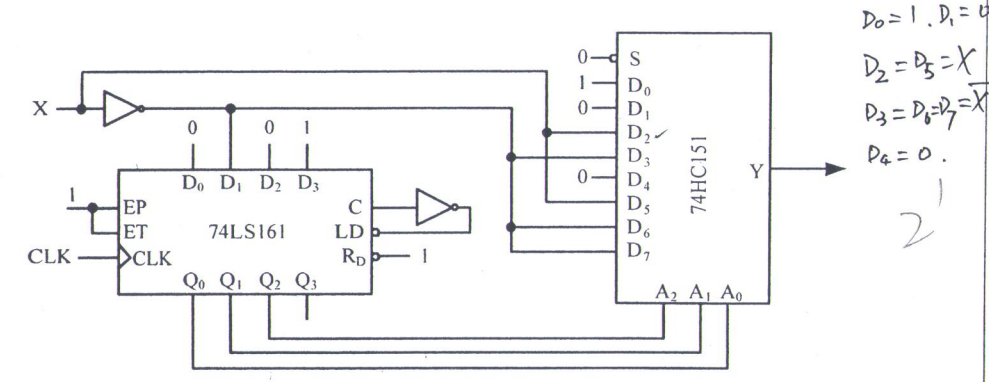 X
0 0 1
D₀ D₁ D₂ D₃
1
EP
ET
CLK
CLK
74LS161
C
LD
R_D
1
Q₀ Q₁ Q₂ Q₃
0
S
1
D₀
0
D₁
D₂
D₃
0
D₄
D₅
D₆
D₇
74HC151
Y
A₂ A₁ A₀
D₀=1. D₁=0
D₂=D₅=X
D₃=D₆=D₇=X̄
D₄=0.